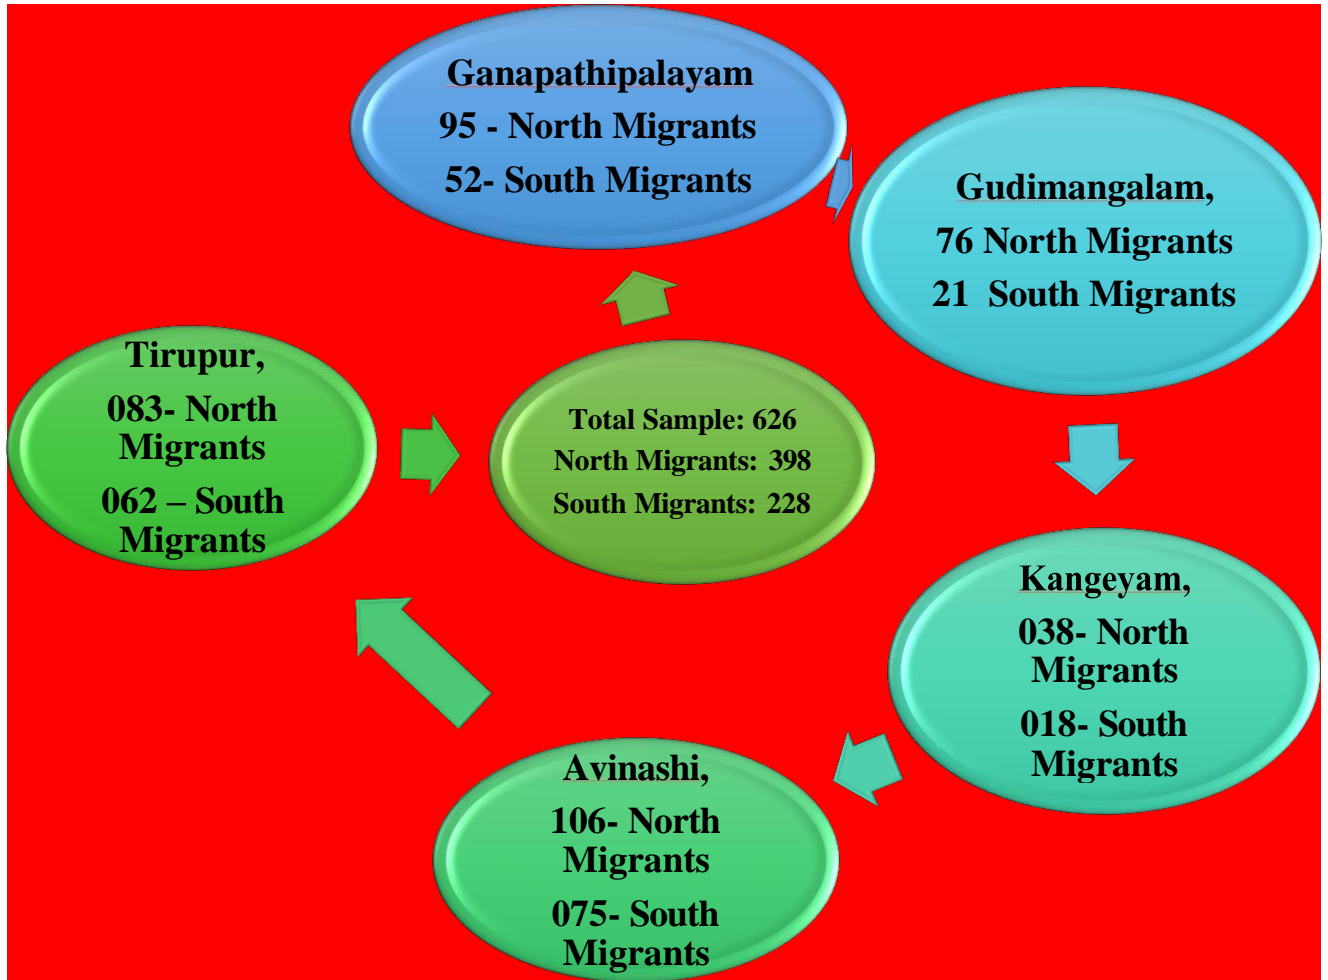 Ganapathipalayam
95 - North Migrants
52- South Migrants
Gudimangalam,
76 North Migrants
21 South Migrants
Tirupur,
083- North
Migrants
062 – South
Migrants
Total Sample: 626
North Migrants: 398
South Migrants: 228
Kangeyam,
038- North
Migrants
018- South
Migrants
Avinashi,
106- North
Migrants
075- South
Migrants